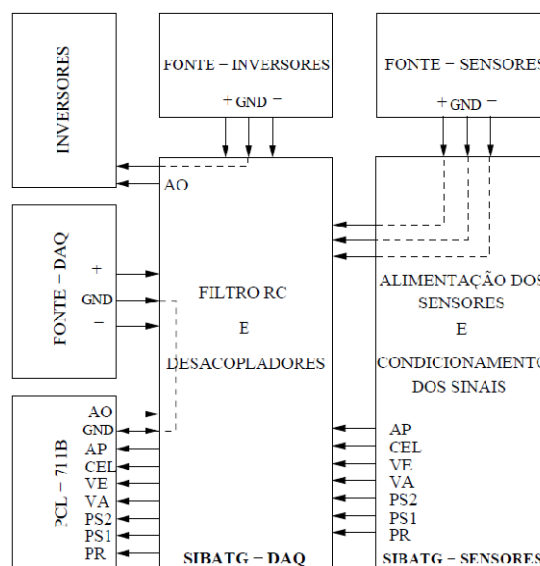 INVERSORES
FONTE – INVERSORES
+ GND –
FONTE – SENSORES
+ GND –
AO
FONTE – DAQ
+
GND
–
FILTRO RC
E
DESACOPLADORES
ALIMENTAÇÃO DOS
SENSORES
E
CONDICIONAMENTO
DOS SINAIS
PCL – 711B
AO
GND
AP
CEL
VE
VA
PS2
PS1
PR
AP
CEL
VE
VA
PS2
PS1
PR
SIBATG – DAQ
SIBATG – SENSORES